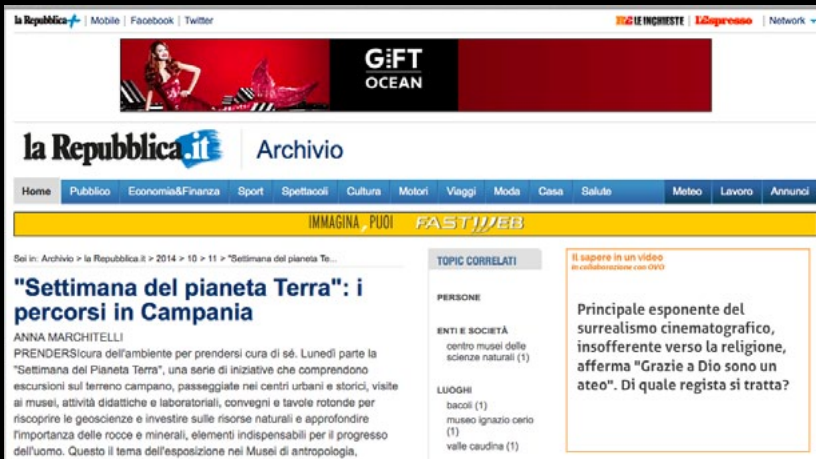 la Repubblica+ | Mobile | Facebook | Twitter
RE LE INCHIESTE | L'Espresso | Network
GIFT
OCEAN
la Repubblica.it Archivio
Home Pubblico Economia&Finanza Sport Spettacoli Cultura Motori Viaggi Moda Casa Salute Meteo Lavoro Annunci
IMMAGINA, PUOI FASTWEB
Sei in: Archivio > la Repubblica.it > 2014 > 10 > 11 > "Settimana del pianeta Te...
"Settimana del pianeta Terra": i
percorsi in Campania
ANNA MARCHITELLI
PRENDERSIcura dell'ambiente per prendersi cura di sé. Lunedì parte la
"Settimana del Pianeta Terra", una serie di iniziative che comprendono
escursioni sul terreno campano, passeggiate nei centri urbani e storici, visite
ai musei, attività didattiche e laboratoriali, convegni e tavole rotonde per
riscoprire le geoscienze e investire sulle risorse naturali e approfondire
l'importanza delle rocce e minerali, elementi indispensabili per il progresso
dell'uomo. Questo il tema dell'esposizione nei Musei di antropologia,
TOPIC CORRELATI
PERSONE
ENTI E SOCIETÀ
centro musei delle
scienze naturali (1)
LUOGHI
bacoli (1)
museo ignazio cerio
(1)
valle caudina (1)
Il sapere in un video
in collaborazione con OVO
Principale esponente del
surrealismo cinematografico,
insofferente verso la religione,
afferma "Grazie a Dio sono un
ateo". Di quale regista si tratta?